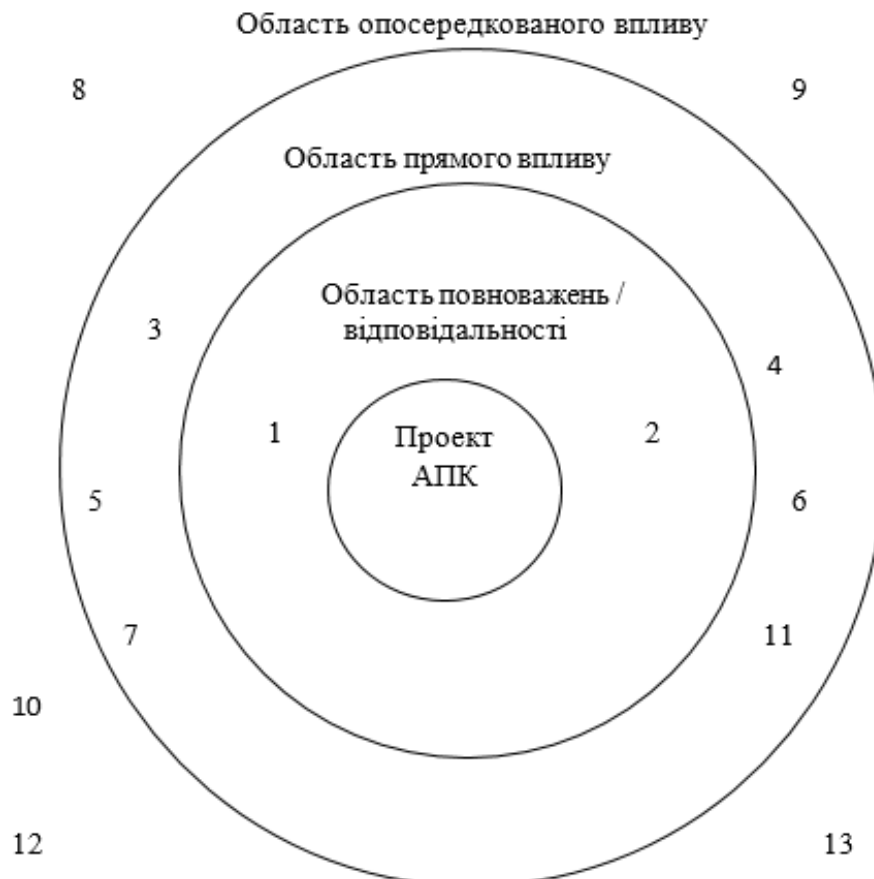 Область опосередкованого впливу
8
9
Область прямого впливу
Область повноважень /
відповідальності
3
4
1
Проект
АПК
2
5
6
7
11
10
12
13